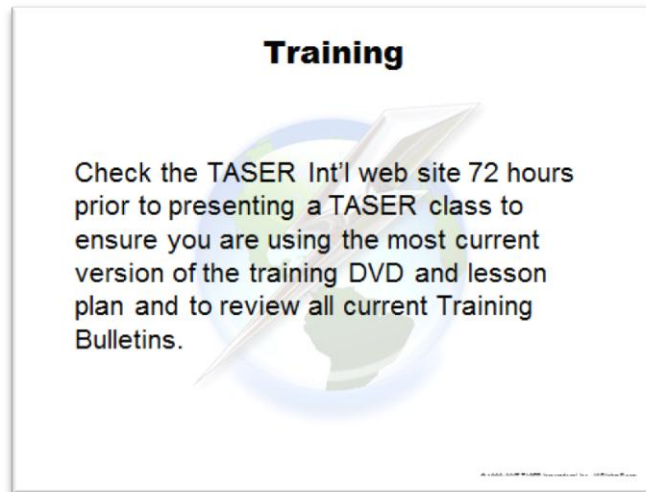 Training
Check the TASER Int'l web site 72 hours
prior to presenting a TASER class to
ensure you are using the most current
version of the training DVD and lesson
plan and to review all current Training
Bulletins.